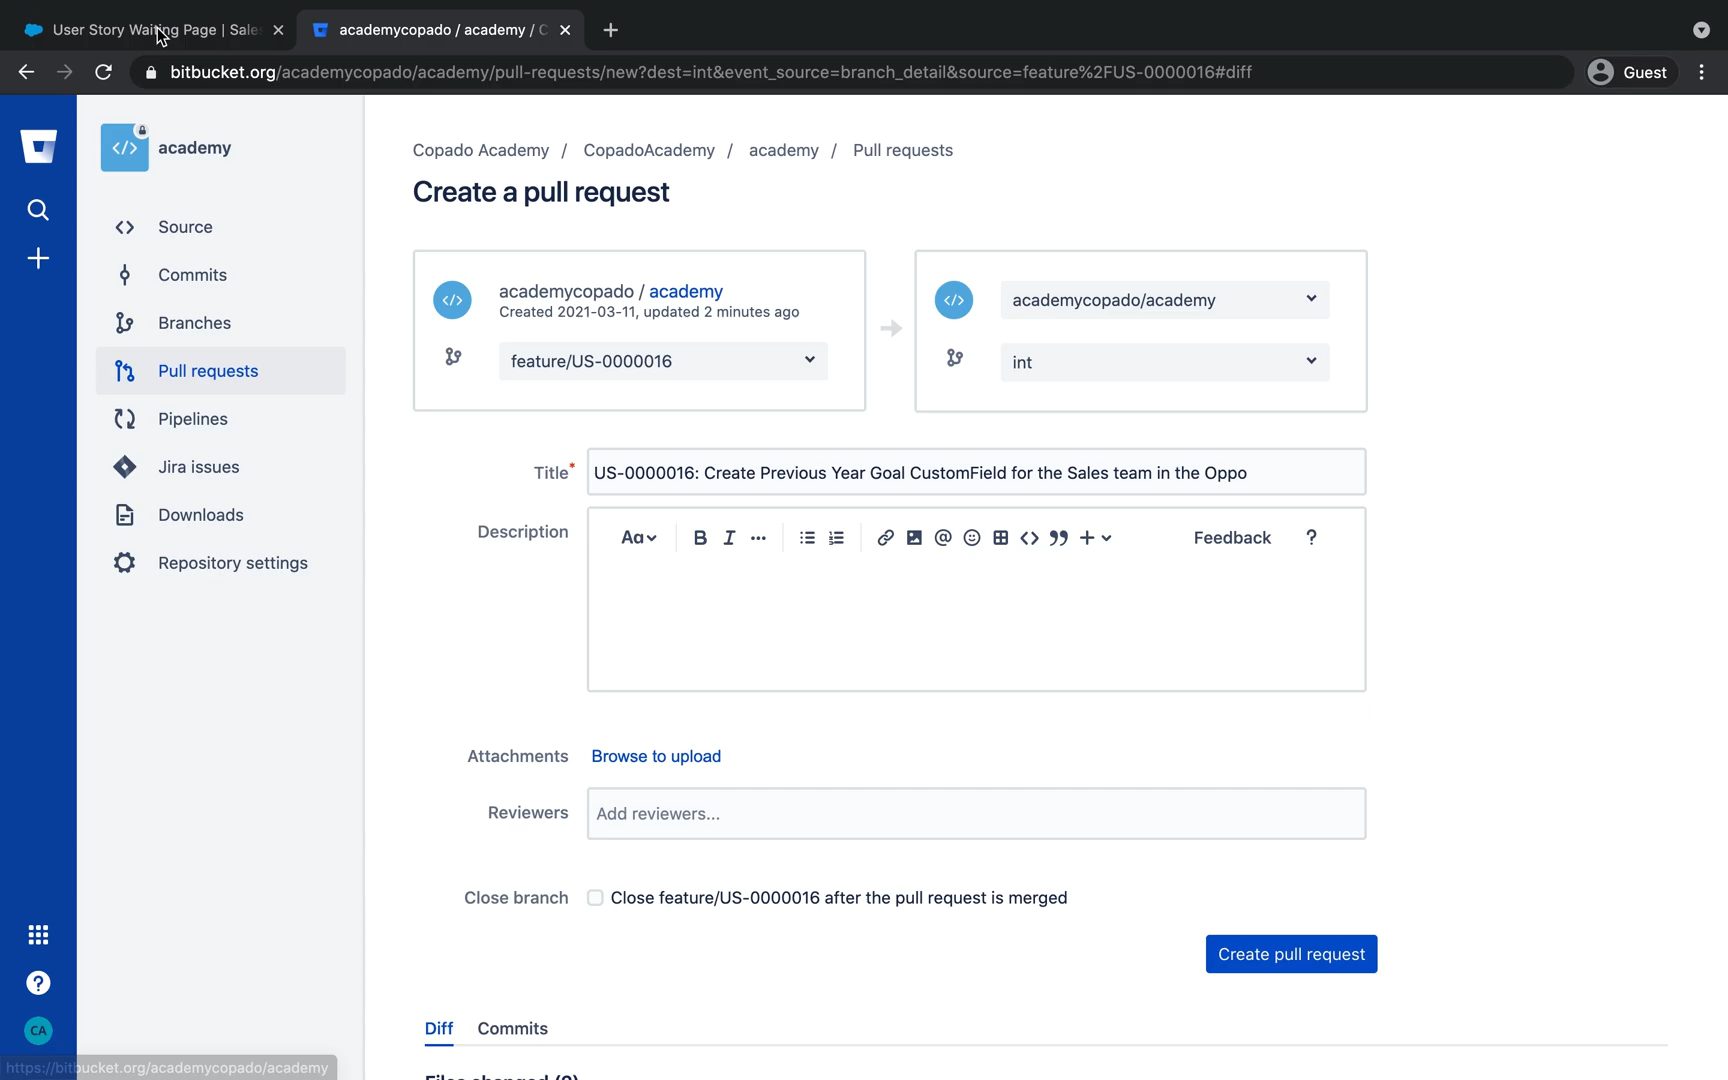 User Story Waiting Page | Sale
academycopado / academy / C
bitbucket.org/academycopado/academy/pull-requests/new?dest=int&event_source=branch_detail&source=feature%2FUS-0000016#diff
Guest
academy
Source
Commits
Branches
Pull requests
Pipelines
Jira issues
Downloads
Repository settings
CA
https://bitbucket.org/academycopado/academy
Copado Academy / CopadoAcademy / academy / Pull requests
Create a pull request
academycopado / academy
Created 2021-03-11, updated 2 minutes ago
feature/US-0000016
academycopado/academy
int
Title*
US-0000016: Create Previous Year Goal CustomField for the Sales team in the Oppo
Description
Aa B I ... Feedback ?
Attachments Browse to upload
Reviewers Add reviewers...
Close branch Close feature/US-0000016 after the pull request is merged
Create pull request
Diff Commits
Files changed (2)